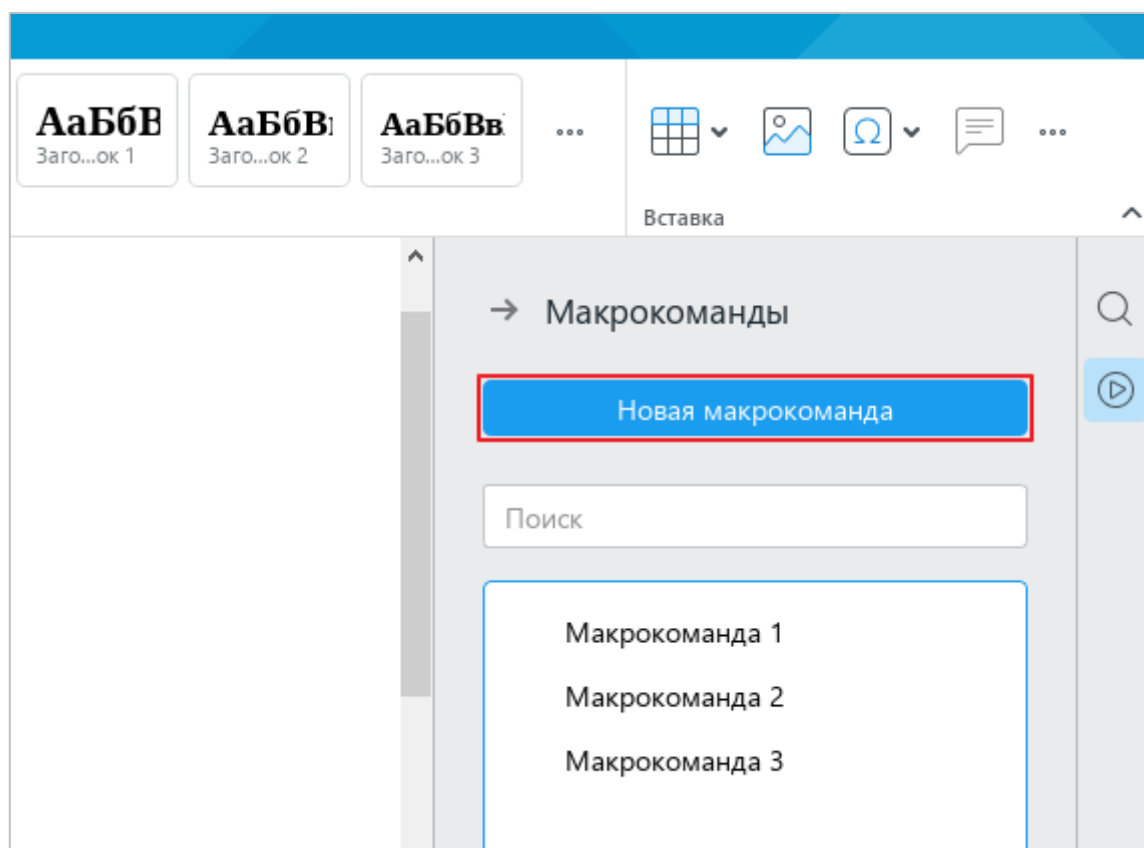 АаБбВ АаБбВ АаБбВв
Заго...ок 1 Заго...ок 2 Заго...ок 3
Вставка
Макрокоманды
Новая макрокоманда
Поиск
Макрокоманда 1
Макрокоманда 2
Макрокоманда 3